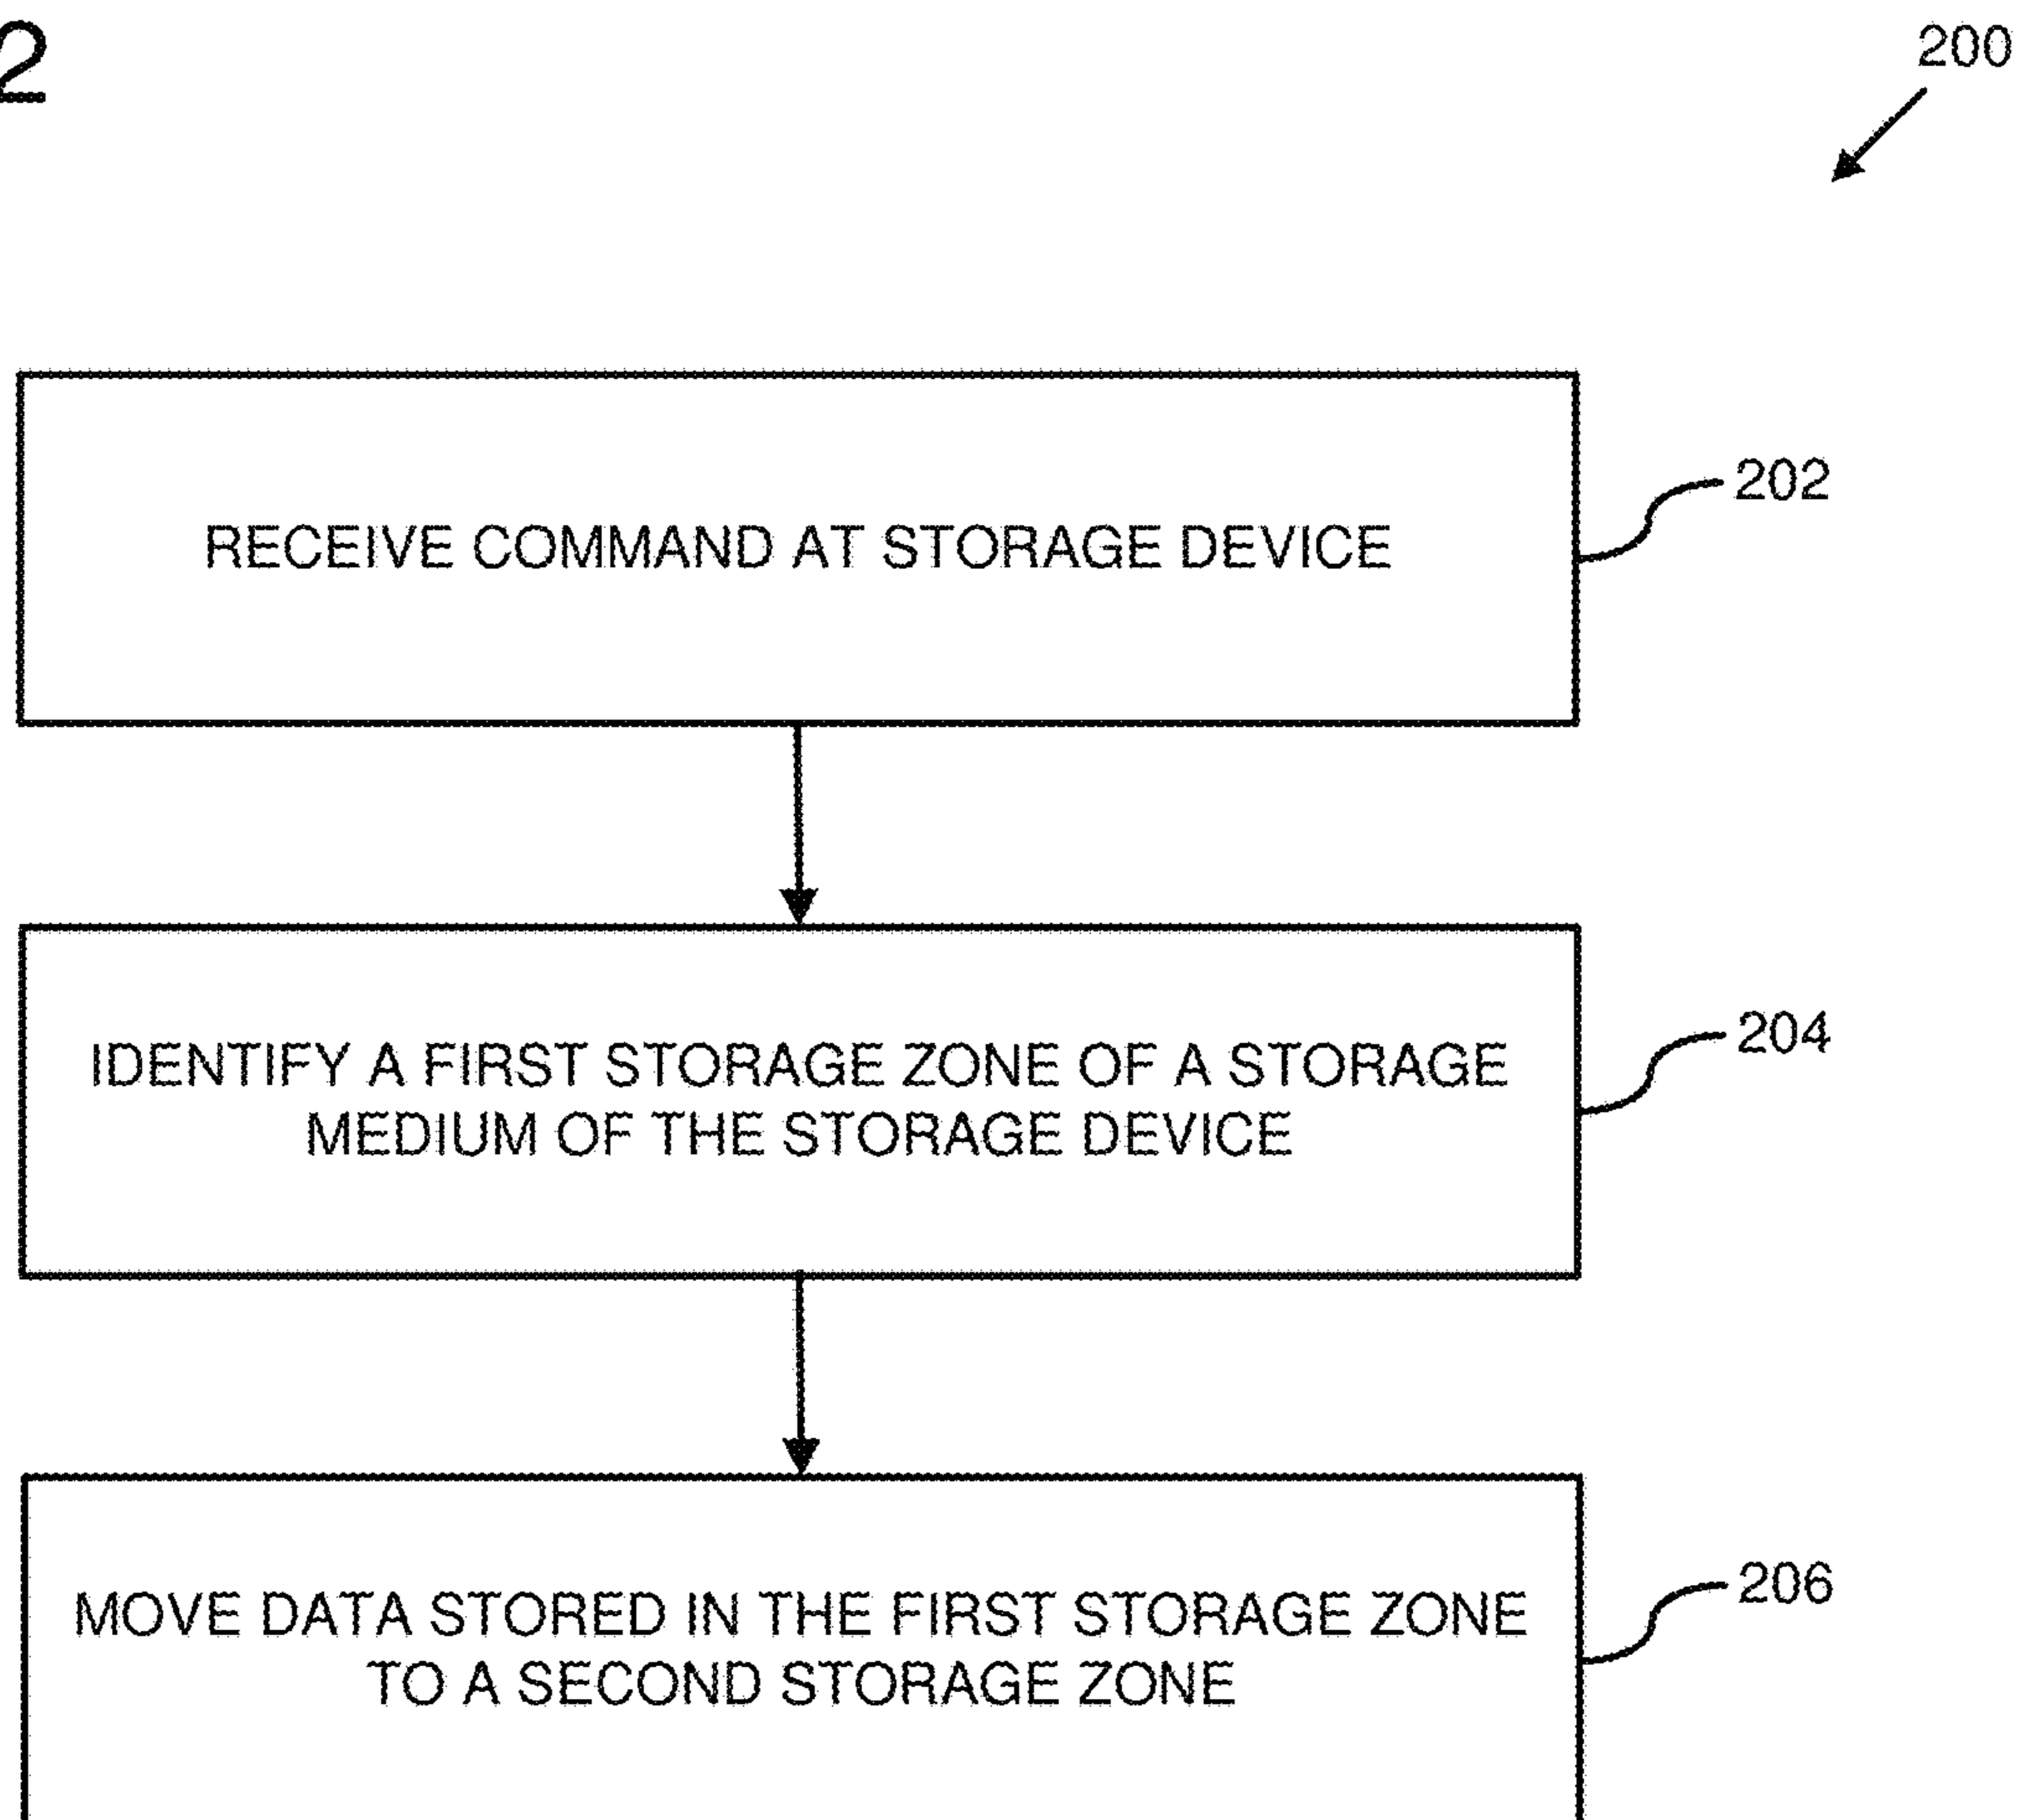 2
200
RECEIVE COMMAND AT STORAGE DEVICE
202
IDENTIFY A FIRST STORAGE ZONE OF A STORAGE
MEDIUM OF THE STORAGE DEVICE
204
MOVE DATA STORED IN THE FIRST STORAGE ZONE
TO A SECOND STORAGE ZONE
206